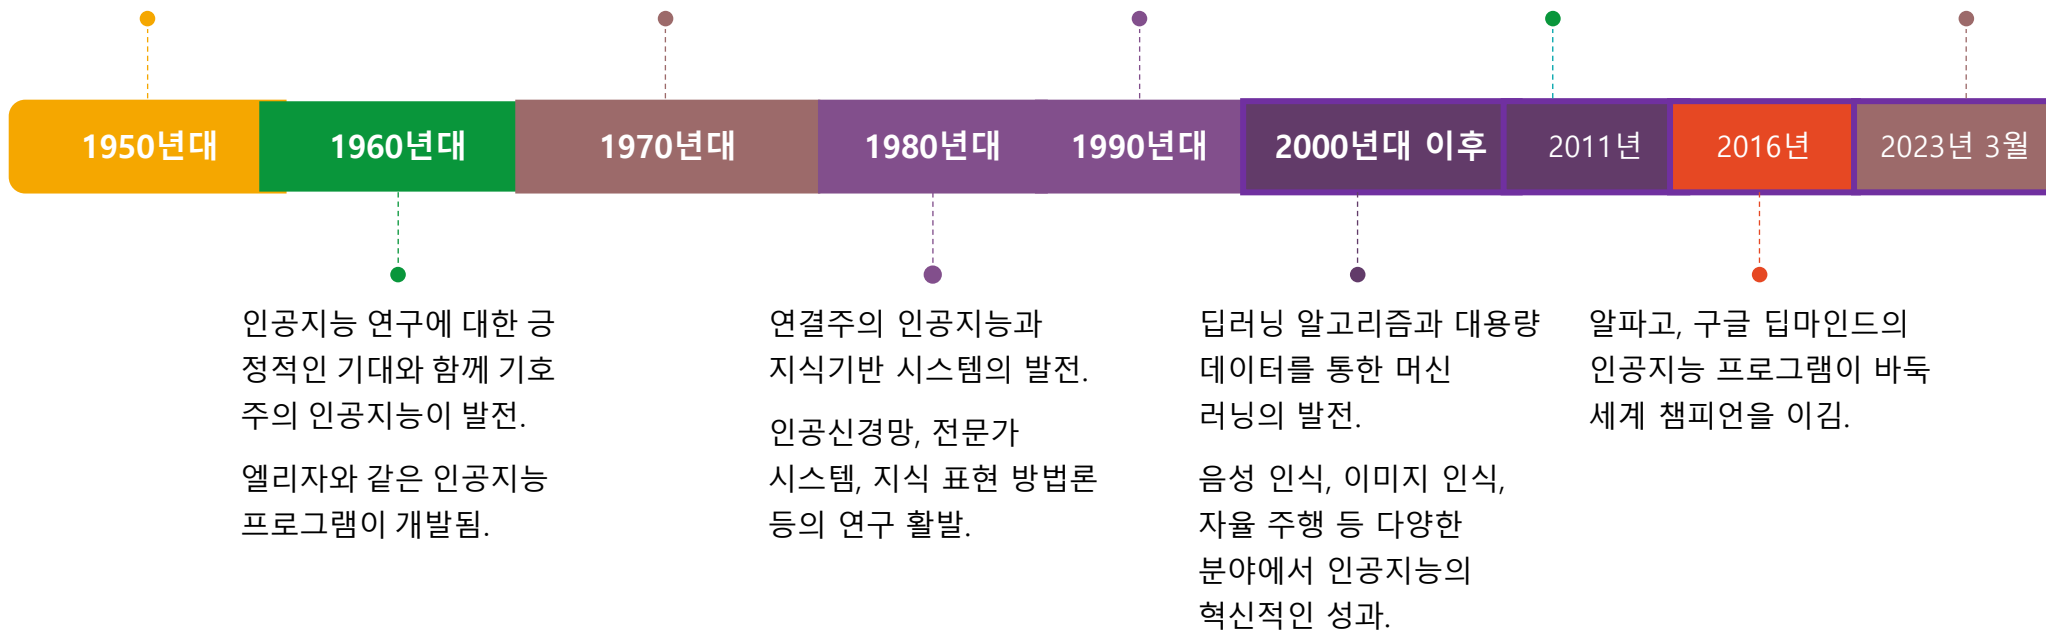 1950년대
1960년대
1970년대
1980년대
1990년대
2000년대 이후
2011년
2016년
2023년 3월
인공지능 연구에 대한 긍
정적인 기대와 함께 기호
주의 인공지능이 발전.
엘리자와 같은 인공지능
프로그램이 개발됨.
연결주의 인공지능과
지식기반 시스템의 발전.
인공신경망, 전문가
시스템, 지식 표현 방법론
등의 연구 활발.
딥러닝 알고리즘과 대용량
데이터를 통한 머신
러닝의 발전.
음성 인식, 이미지 인식,
자율 주행 등 다양한
분야에서 인공지능의
혁신적인 성과.
알파고, 구글 딥마인드의
인공지능 프로그램이 바둑
세계 챔피언을 이김.